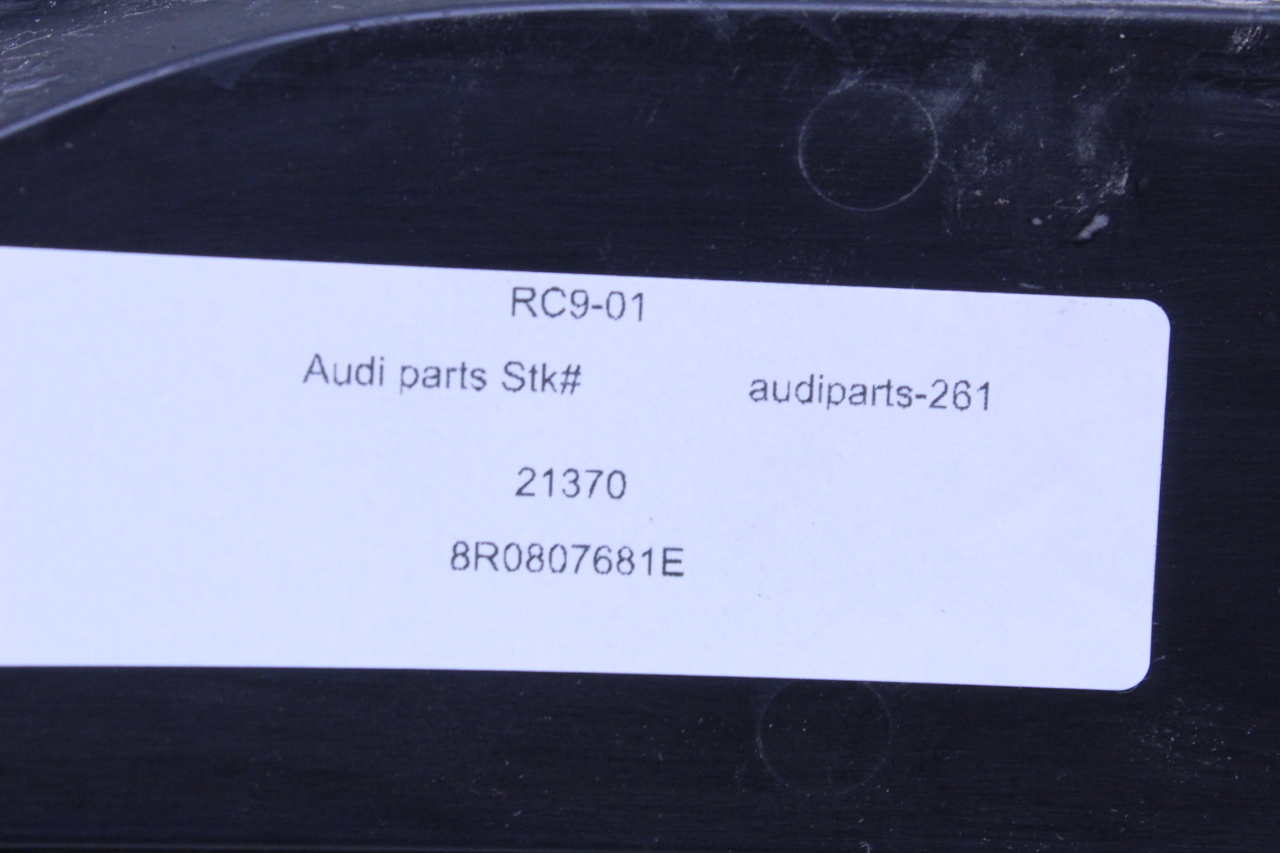 RC9-01
Audi parts Stk# audiparts-261
21370
8R0807681E